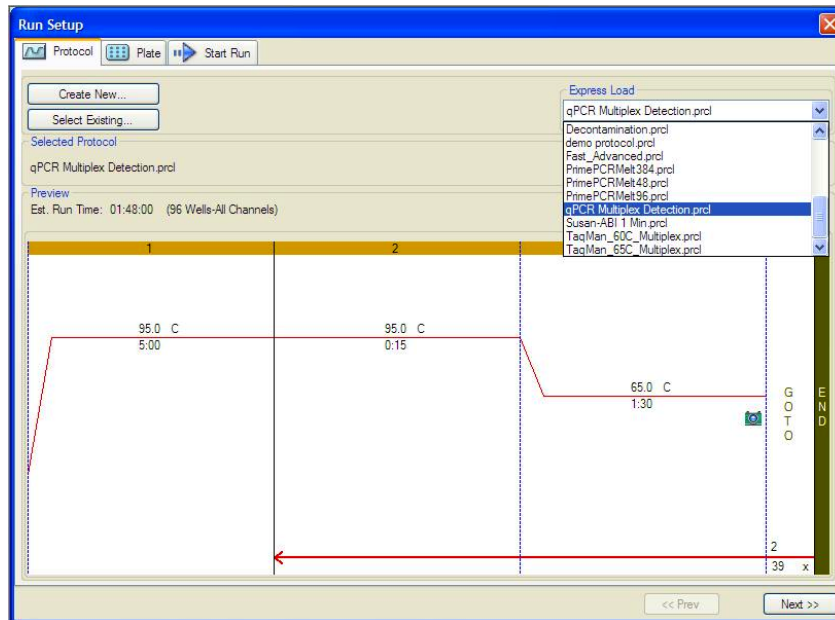 Run Setup
Protocol
Plate
Start Run
Create New...
Select Existing...
Express Load
qPCR Multiplex Detection.prcl
Decontamination.prcl
demo protocol.prcl
Fast_Advanced.prcl
PrimePCRMelt384.prcl
PrimePCRMelt48.prcl
PrimePCRMelt96.prcl
qPCR Multiplex Detection.prcl
Susan-ABI 1 Min.prcl
TaqMan_60C_Multiplex.prcl
TaqMan_65C_Multiplex.prcl
Selected Protocol
qPCR Multiplex Detection.prcl
Preview
Est. Run Time: 01:48:00 (96 Wells-All Channels)
1
2
95.0 C
5:00
95.0 C
0:15
65.0 C
1:30
GOTO
END
2
39 x
<< Prev
Next >>